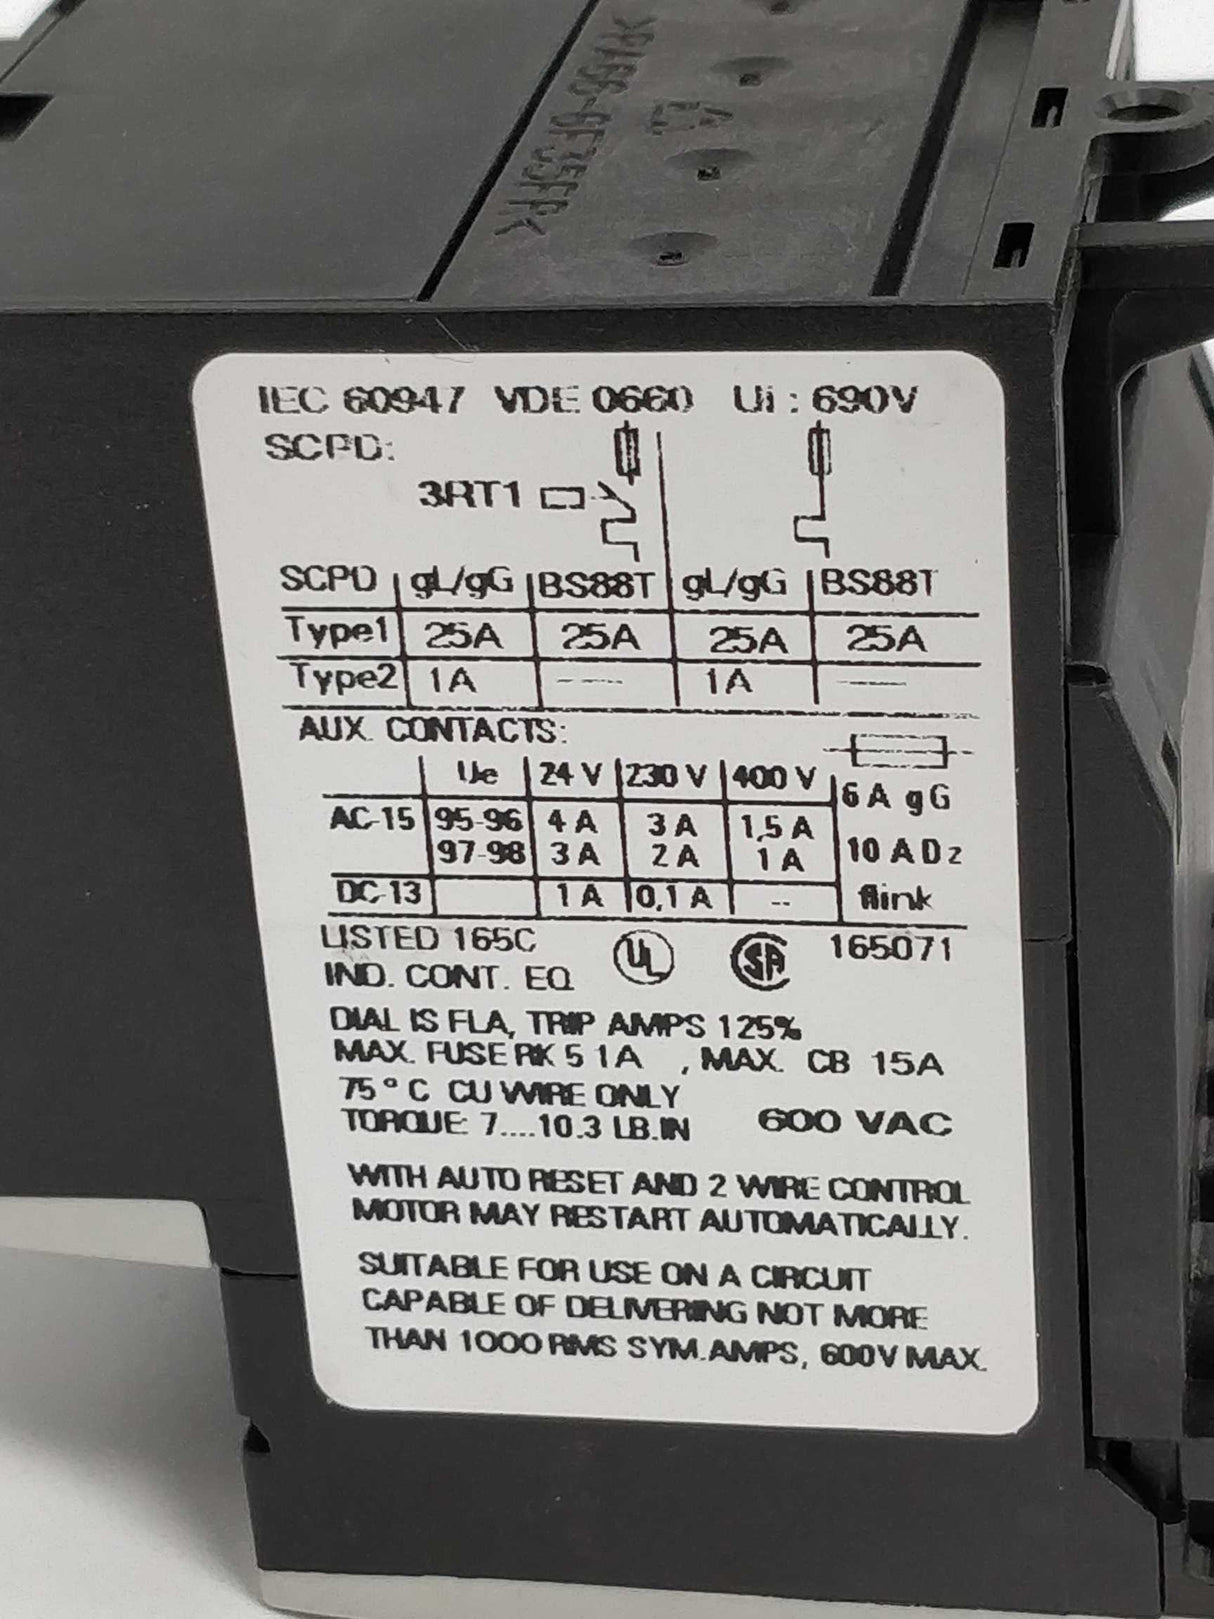 >PA66-GF35FR<
IEC 60947 VDE 0660 Ui : 690V
SCPD:
3RT1
SCPD gL/gG BS88T gL/gG BS88T
Type1 25A 25A 25A 25A
Type2 1A ---- 1A ----
AUX. CONTACTS:
Ue 24 V 230 V 400 V 6 A gG
AC-15 95-96 4 A 3 A 1,5 A
97-98 3 A 2 A 1 A 10 A Dz
DC-13 1 A 0,1 A -- flink
LISTED 165C UL SA 165071
IND. CONT. EQ.
DIAL IS FLA, TRIP AMPS 125%
MAX. FUSE RK 5 1A , MAX. CB 15A
75°C CU WIRE ONLY
TORQUE: 7....10.3 LB.IN 600 VAC
WITH AUTO RESET AND 2 WIRE CONTROL
MOTOR MAY RESTART AUTOMATICALLY.
SUITABLE FOR USE ON A CIRCUIT
CAPABLE OF DELIVERING NOT MORE
THAN 1000 RMS SYM.AMPS, 600V MAX.